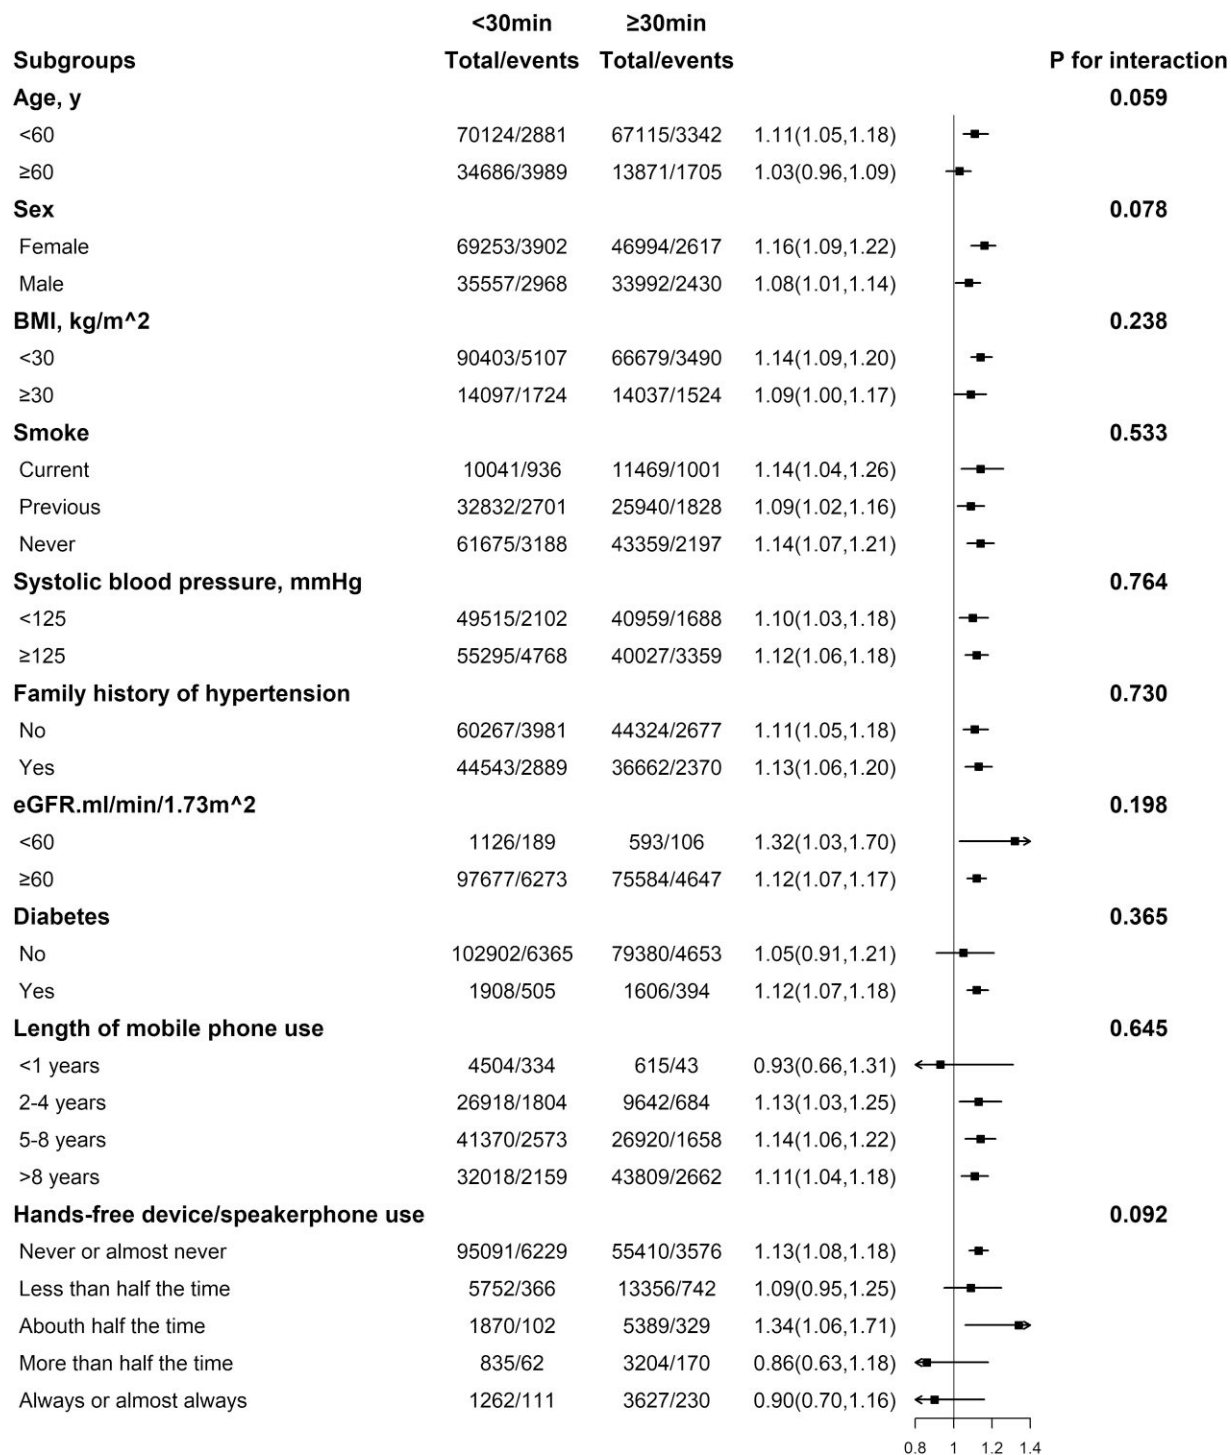 <30min ≥30min
Subgroups Total/events Total/events P for interaction
Age, y 0.059
<60 70124/2881 67115/3342 1.11(1.05,1.18)
≥60 34686/3989 13871/1705 1.03(0.96,1.09)
Sex 0.078
Female 69253/3902 46994/2617 1.16(1.09,1.22)
Male 35557/2968 33992/2430 1.08(1.01,1.14)
BMI, kg/m^2 0.238
<30 90403/5107 66679/3490 1.14(1.09,1.20)
≥30 14097/1724 14037/1524 1.09(1.00,1.17)
Smoke 0.533
Current 10041/936 11469/1001 1.14(1.04,1.26)
Previous 32832/2701 25940/1828 1.09(1.02,1.16)
Never 61675/3188 43359/2197 1.14(1.07,1.21)
Systolic blood pressure, mmHg 0.764
<125 49515/2102 40959/1688 1.10(1.03,1.18)
≥125 55295/4768 40027/3359 1.12(1.06,1.18)
Family history of hypertension 0.730
No 60267/3981 44324/2677 1.11(1.05,1.18)
Yes 44543/2889 36662/2370 1.13(1.06,1.20)
eGFR.ml/min/1.73m^2 0.198
<60 1126/189 593/106 1.32(1.03,1.70)
≥60 97677/6273 75584/4647 1.12(1.07,1.17)
Diabetes 0.365
No 102902/6365 79380/4653 1.05(0.91,1.21)
Yes 1908/505 1606/394 1.12(1.07,1.18)
Length of mobile phone use 0.645
<1 years 4504/334 615/43 0.93(0.66,1.31)
2-4 years 26918/1804 9642/684 1.13(1.03,1.25)
5-8 years 41370/2573 26920/1658 1.14(1.06,1.22)
>8 years 32018/2159 43809/2662 1.11(1.04,1.18)
Hands-free device/speakerphone use 0.092
Never or almost never 95091/6229 55410/3576 1.13(1.08,1.18)
Less than half the time 5752/366 13356/742 1.09(0.95,1.25)
Abouth half the time 1870/102 5389/329 1.34(1.06,1.71)
More than half the time 835/62 3204/170 0.86(0.63,1.18)
Always or almost always 1262/111 3627/230 0.90(0.70,1.16)
0.8 1 1.2 1.4